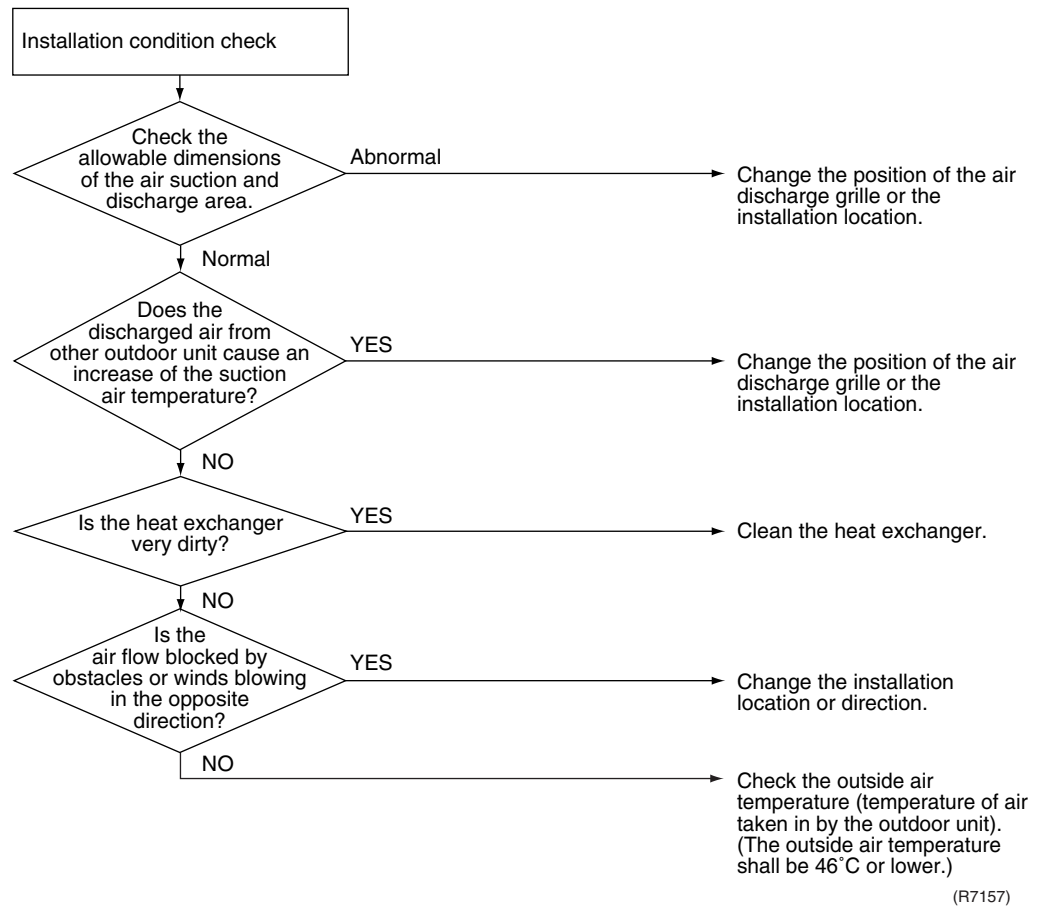 Installation condition check
Check the
allowable dimensions
of the air suction and
discharge area.
Abnormal
Change the position of the air
discharge grille or the
installation location.
Normal
Does the
discharged air from
other outdoor unit cause an
increase of the suction
air temperature?
YES
Change the position of the air
discharge grille or the
installation location.
NO
Is the heat exchanger
very dirty?
YES
Clean the heat exchanger.
NO
Is the
air flow blocked by
obstacles or winds blowing
in the opposite
direction?
YES
Change the installation
location or direction.
NO
Check the outside air
temperature (temperature of air
taken in by the outdoor unit).
(The outside air temperature
shall be 46˚C or lower.)
(R7157)